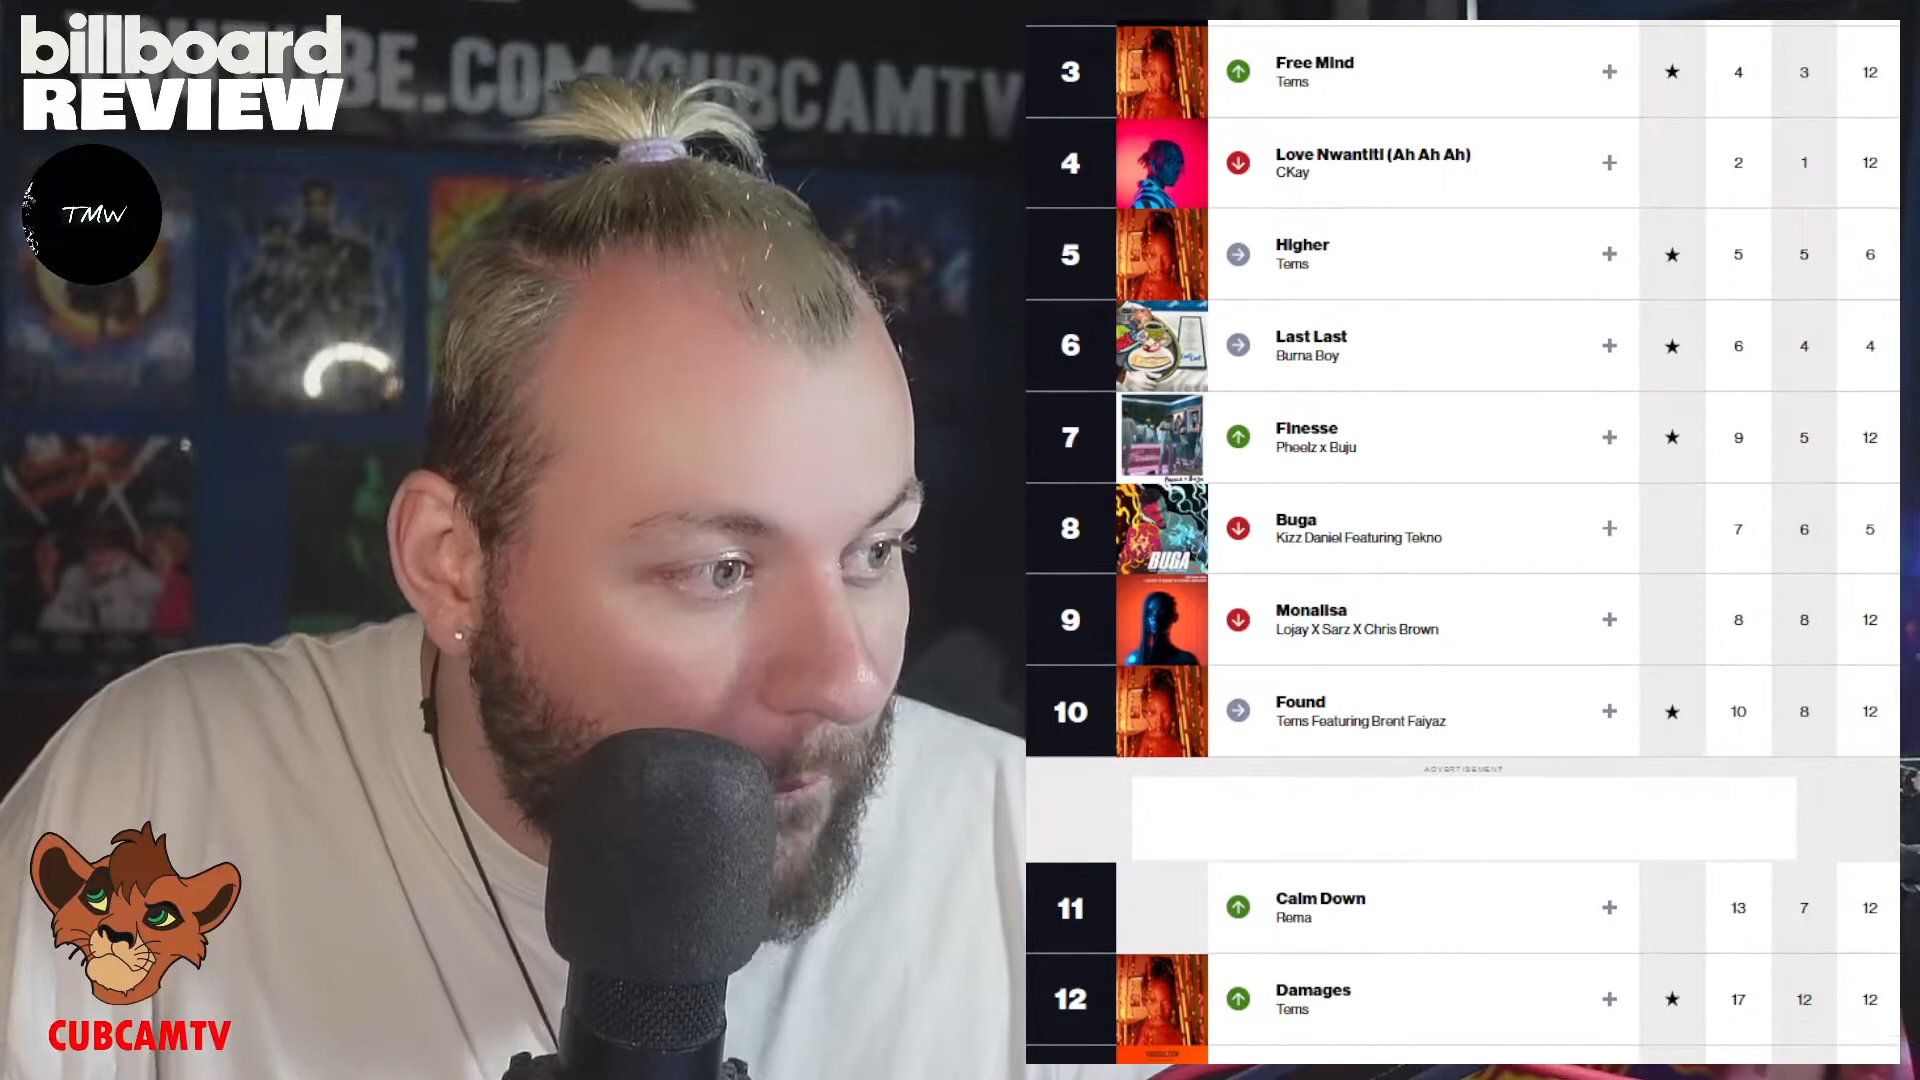 billboard
REVIEW
YOUTUBE.COM/CUBCAMTV
TMW
CUBCAMTV
3 Free Mind + ★ 4 3 12
Tems
4 Love Nwantiti (Ah Ah Ah) + 2 1 12
CKay
5 Higher + ★ 5 5 6
Tems
6 Last Last + ★ 6 4 4
Burna Boy
7 Finesse + ★ 9 5 12
Pheelz x Buju
8 Buga + 7 6 5
Kizz Daniel Featuring Tekno
BUGA
9 Monalisa + 8 8 12
Lojay X Sarz X Chris Brown
10 Found + ★ 10 8 12
Tems Featuring Brent Faiyaz
ADVERTISEMENT
11 Calm Down + 13 7 12
Rema
12 Damages + ★ 17 12 12
Tems